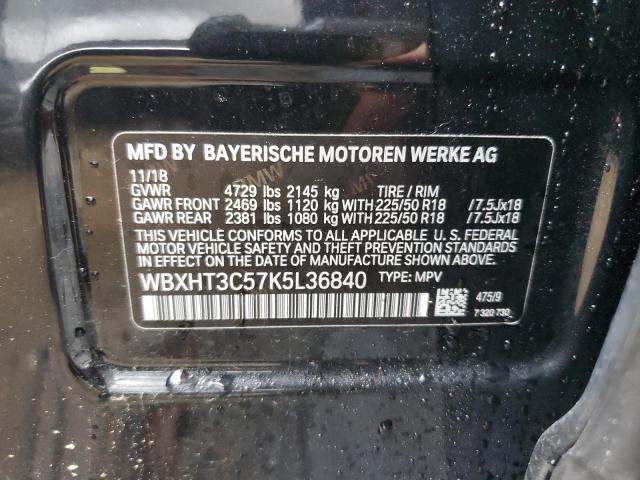 MFD BY BAYERISCHE MOTOREN WERKE AG
11/18
GVWR 4729 lbs 2145 kg TIRE / RIM
GAWR FRONT 2469 lbs 1120 kg WITH 225/50 R18 /7.5Jx18
GAWR REAR 2381 lbs 1080 kg WITH 225/50 R18 /7.5Jx18
THIS VEHICLE CONFORMS TO ALL APPLICABLE U. S. FEDERAL
MOTOR VEHICLE SAFETY AND THEFT PREVENTION STANDARDS
IN EFFECT ON THE DATE OF MANUFACTURE SHOWN ABOVE.
WBXHT3C57K5L36840 TYPE: MPV
475/9
7 320 730